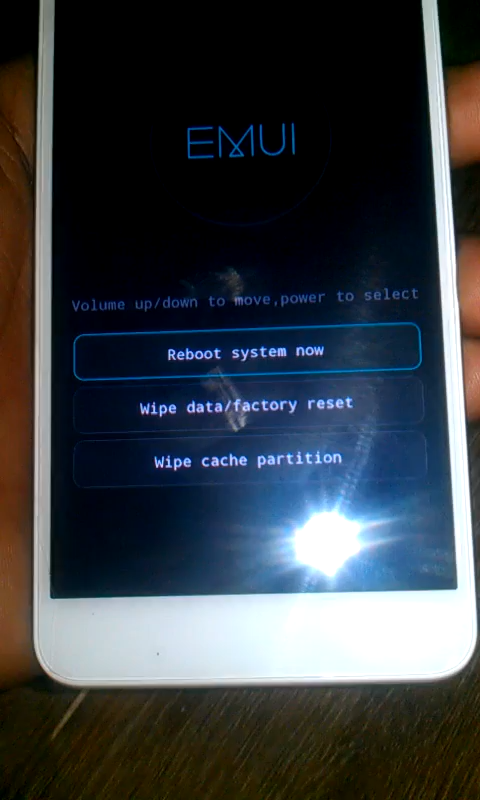 EMUI
Volume up/down to move,power to select
Reboot system now
Wipe data/factory reset
Wipe cache partition